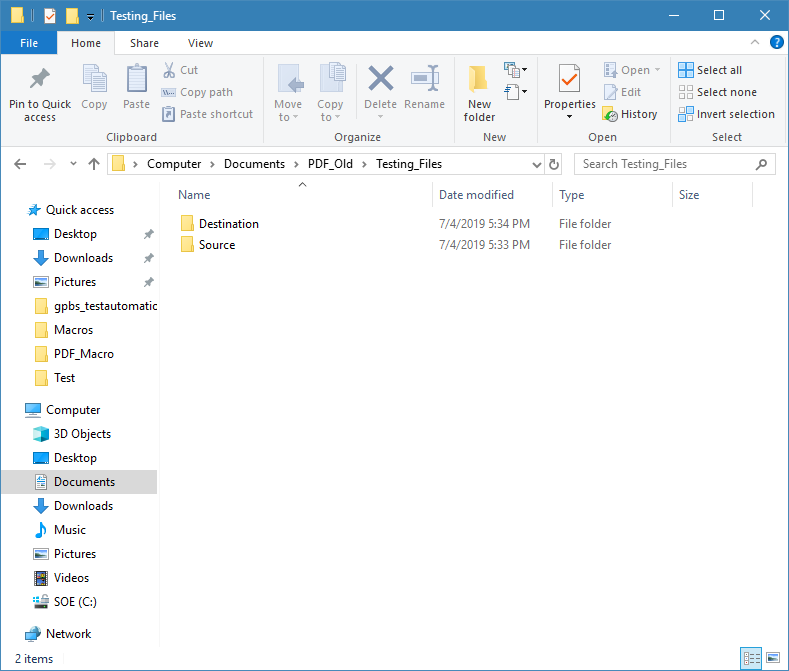 Testing_Files
File Home Share View
Pin to Quick access
Copy
Paste
Cut
Copy path
Paste shortcut
Clipboard
Move to
Copy to
Delete
Rename
Organize
New folder
New
Properties
Open
Edit
History
Open
Select all
Select none
Invert selection
Select
Computer > Documents > PDF_Old > Testing_Files
Search Testing_Files
Name Date modified Type Size
Destination 7/4/2019 5:34 PM File folder
Source 7/4/2019 5:33 PM File folder
Quick access
Desktop
Downloads
Pictures
gpbs_testautomatic
Macros
PDF_Macro
Test
Computer
3D Objects
Desktop
Documents
Downloads
Music
Pictures
Videos
SOE (C:)
Network
2 items